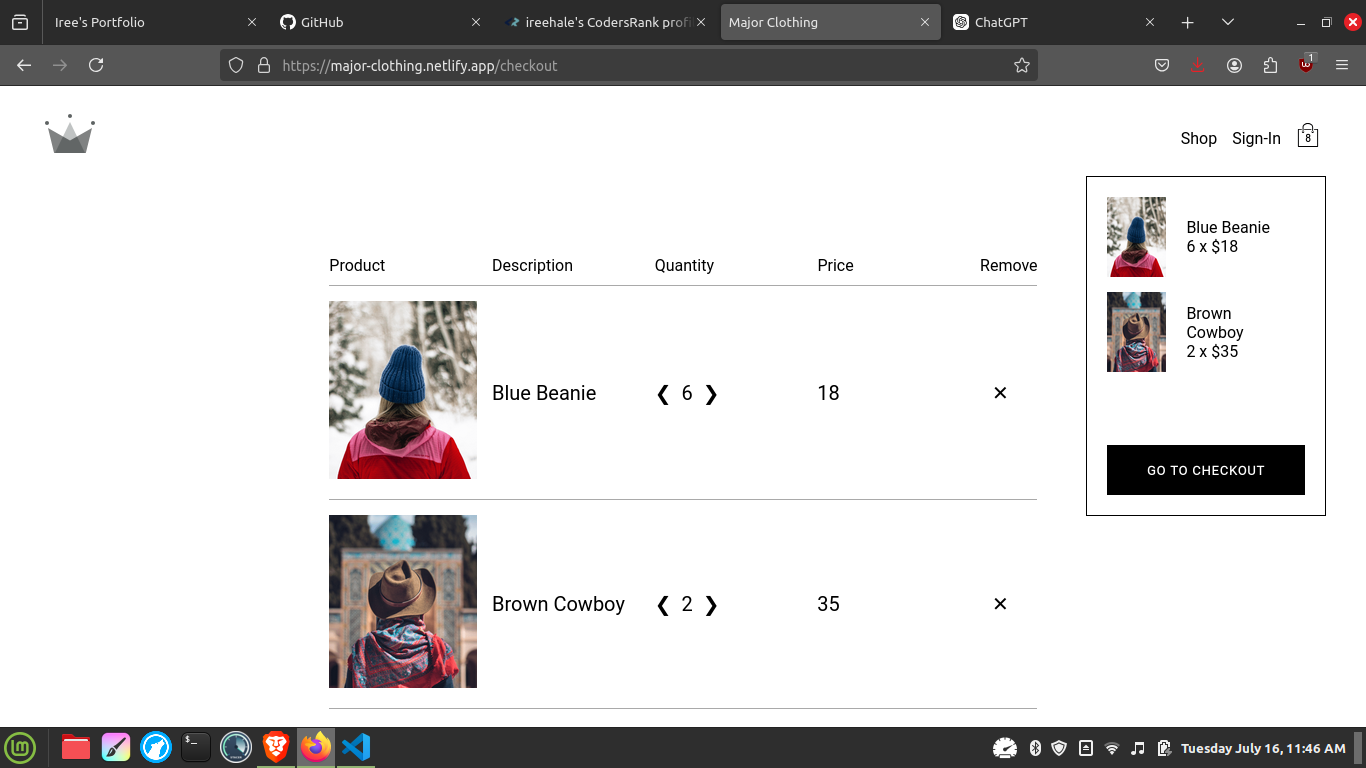 Iree's Portfolio
GitHub
ireehale's CodersRank profi
Major Clothing
ChatGPT
https://major-clothing.netlify.app/checkout
1
Shop
Sign-In
8
Product
Description
Quantity
Price
Remove
Blue Beanie
❮ 6 ❯
18
✕
Brown Cowboy
❮ 2 ❯
35
✕
Blue Beanie
6 x $18
Brown
Cowboy
2 x $35
GO TO CHECKOUT
Tuesday July 16, 11:46 AM